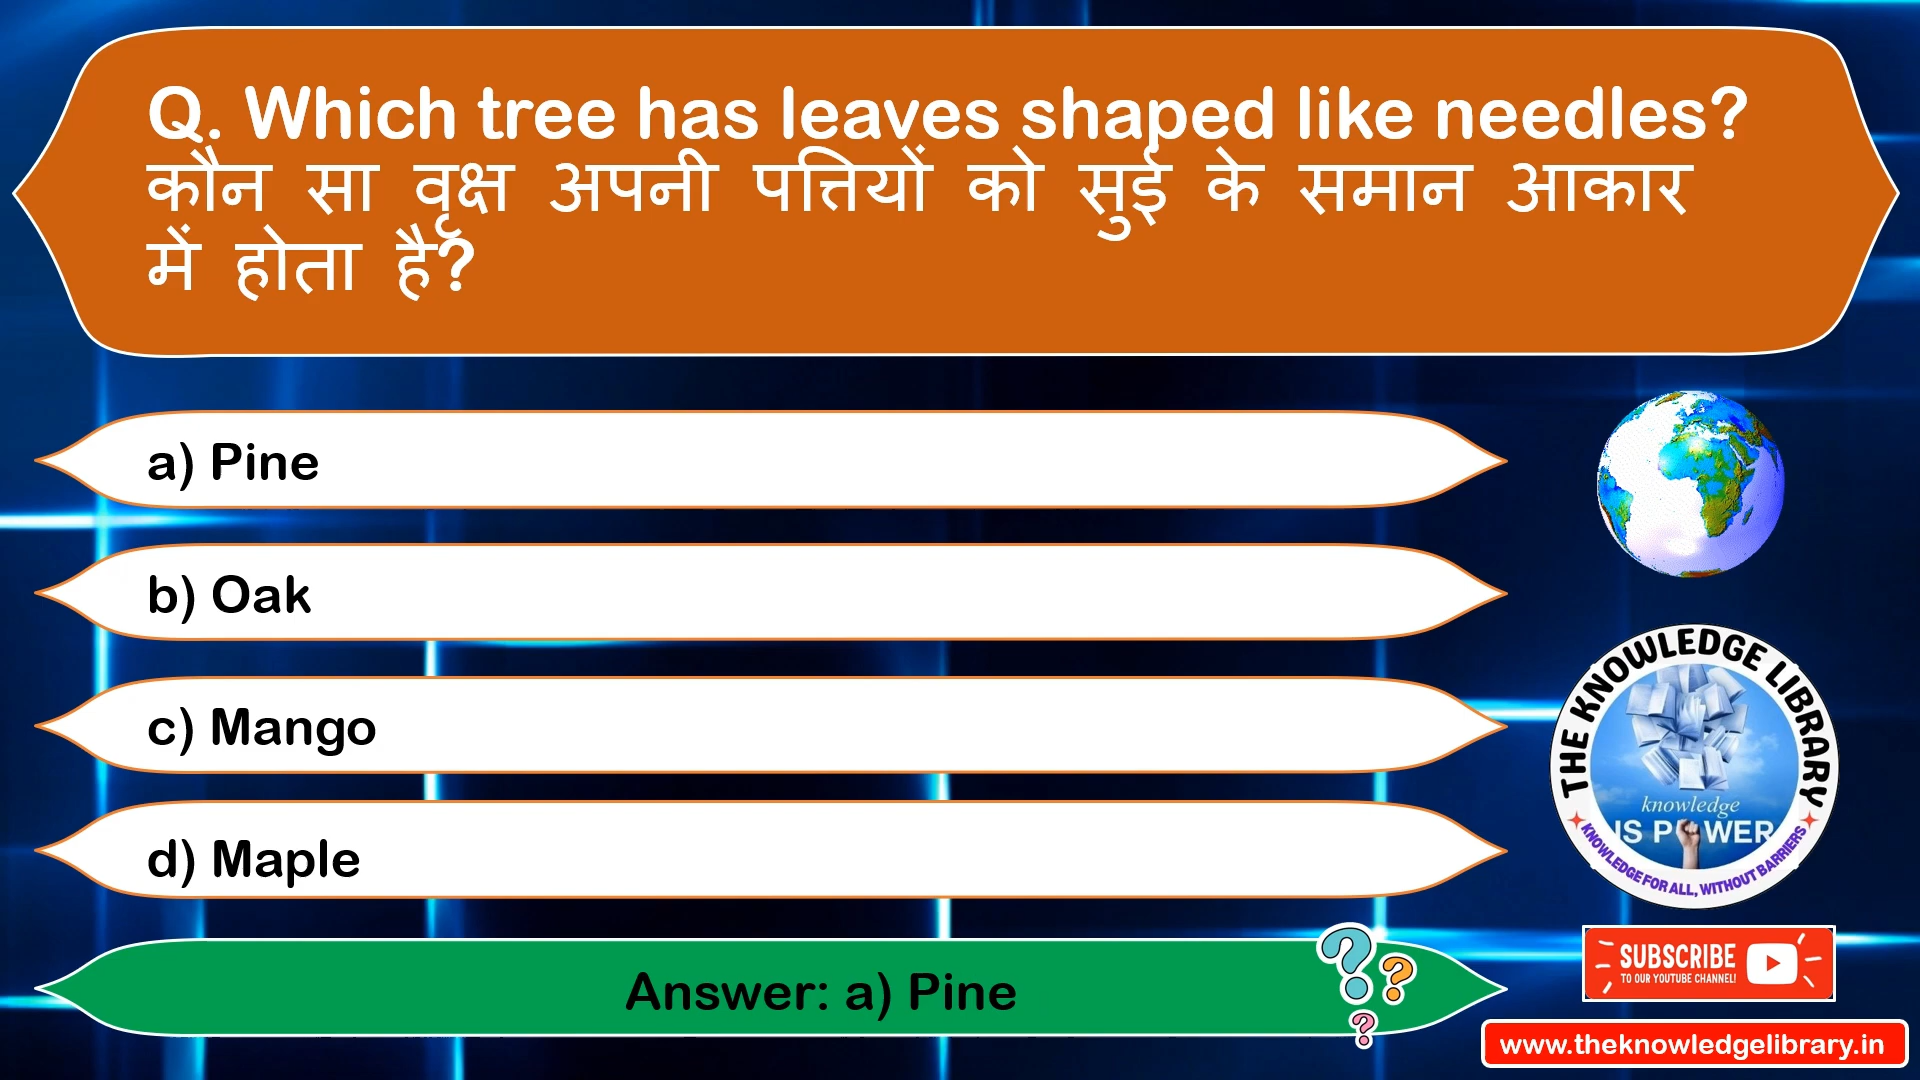 Q. Which tree has leaves shaped like needles?
कौन सा वृक्ष अपनी पत्तियों को सुई के समान आकार
में होता है?
a) Pine
b) Oak
c) Mango
d) Maple
Answer: a) Pine
THE KNOWLEDGE LIBRARY
knowledge
IS POWER
KNOWLEDGE FOR ALL, WITHOUT BARRIERS
SUBSCRIBE
TO OUR YOUTUBE CHANNEL!
www.theknowledgelibrary.in